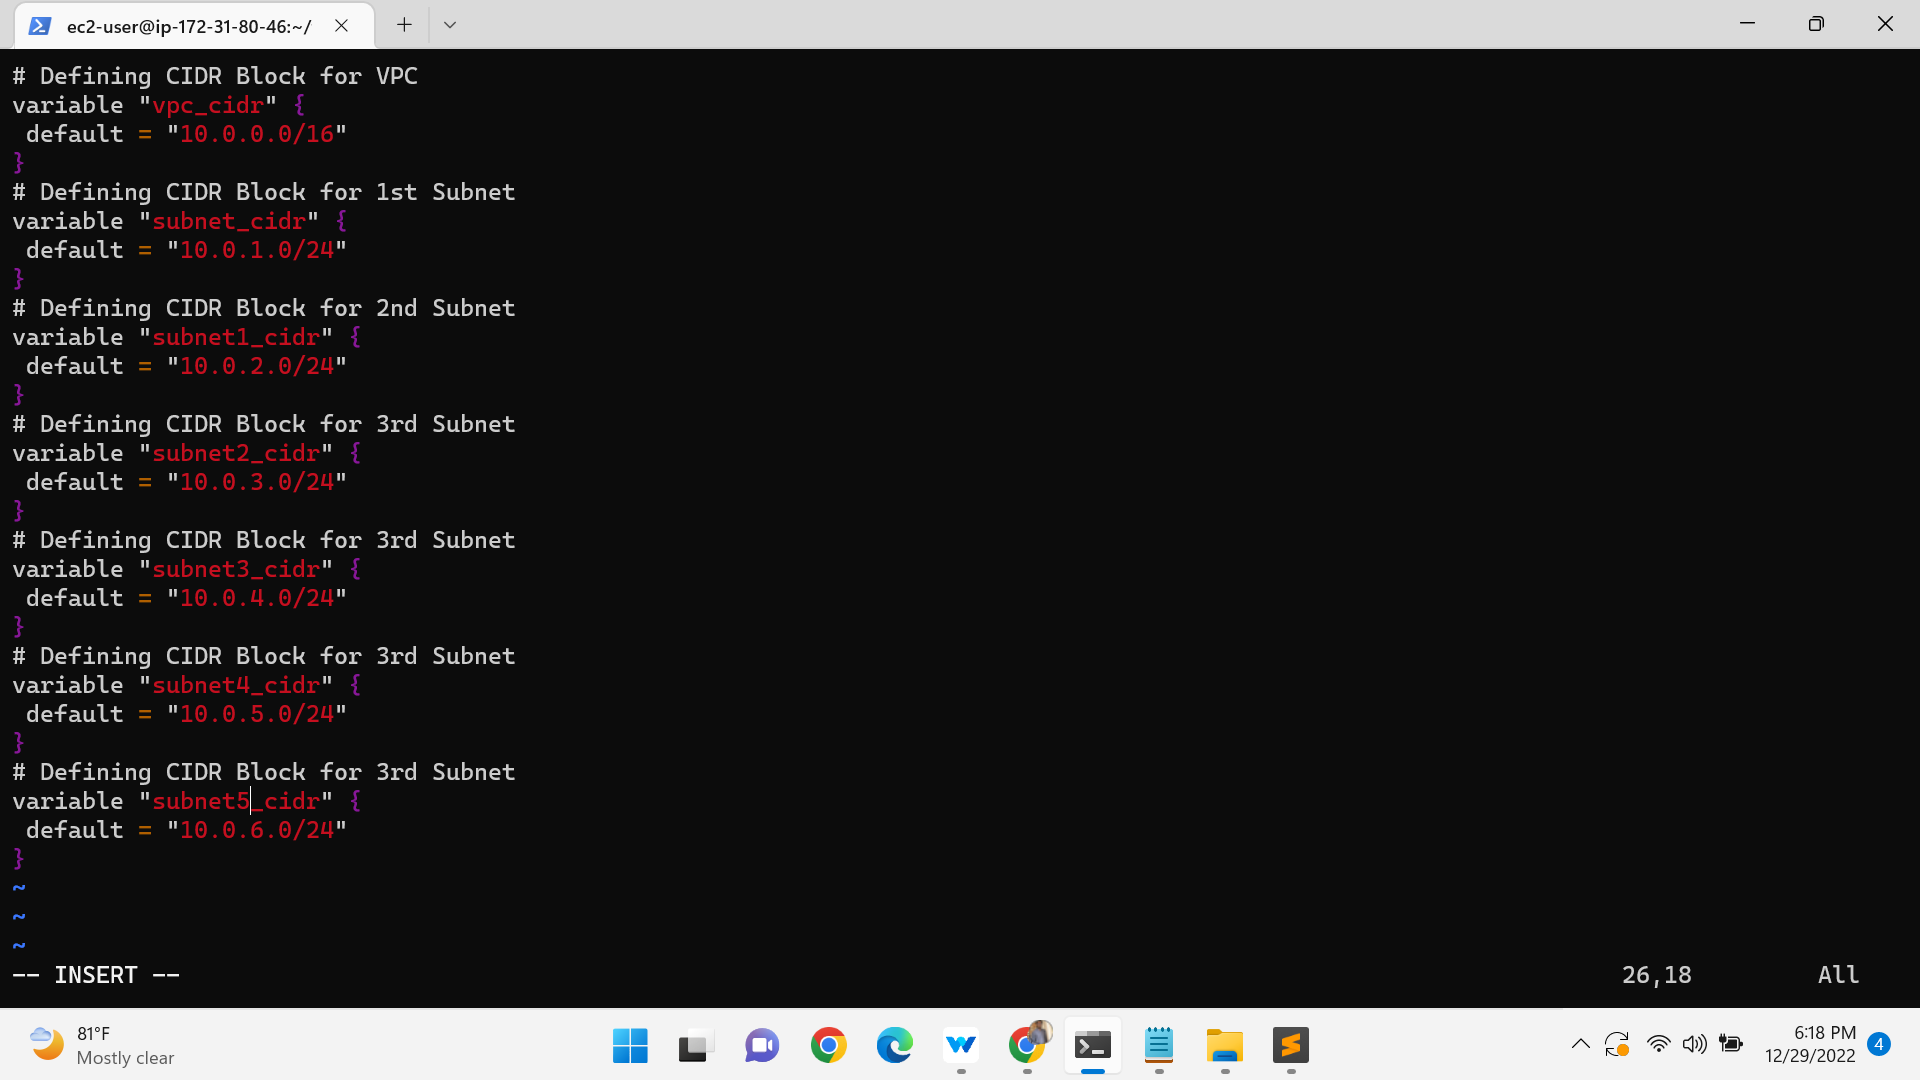 ec2-user@ip-172-31-80-46:~/
# Defining CIDR Block for VPC
variable "vpc_cidr" {
 default = "10.0.0.0/16"
}
# Defining CIDR Block for 1st Subnet
variable "subnet_cidr" {
 default = "10.0.1.0/24"
}
# Defining CIDR Block for 2nd Subnet
variable "subnet1_cidr" {
 default = "10.0.2.0/24"
}
# Defining CIDR Block for 3rd Subnet
variable "subnet2_cidr" {
 default = "10.0.3.0/24"
}
# Defining CIDR Block for 3rd Subnet
variable "subnet3_cidr" {
 default = "10.0.4.0/24"
}
# Defining CIDR Block for 3rd Subnet
variable "subnet4_cidr" {
 default = "10.0.5.0/24"
}
# Defining CIDR Block for 3rd Subnet
variable "subnet5_cidr" {
 default = "10.0.6.0/24"
}
~
~
~
-- INSERT -- 26,18 All
81°F
Mostly clear
6:18 PM
12/29/2022
4